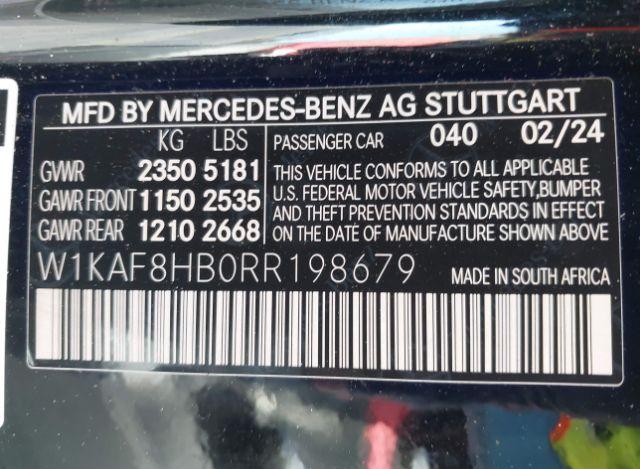 MFD BY MERCEDES-BENZ AG STUTTGART
KG LBS
GVWR 2350 5181
GAWR FRONT 1150 2535
GAWR REAR 1210 2668
PASSENGER CAR 040 02/24
THIS VEHICLE CONFORMS TO ALL APPLICABLE
U.S. FEDERAL MOTOR VEHICLE SAFETY,BUMPER
AND THEFT PREVENTION STANDARDS IN EFFECT
ON THE DATE OF MANUFACTURE SHOWN ABOVE
W1KAF8HB0RR198679
MADE IN SOUTH AFRICA